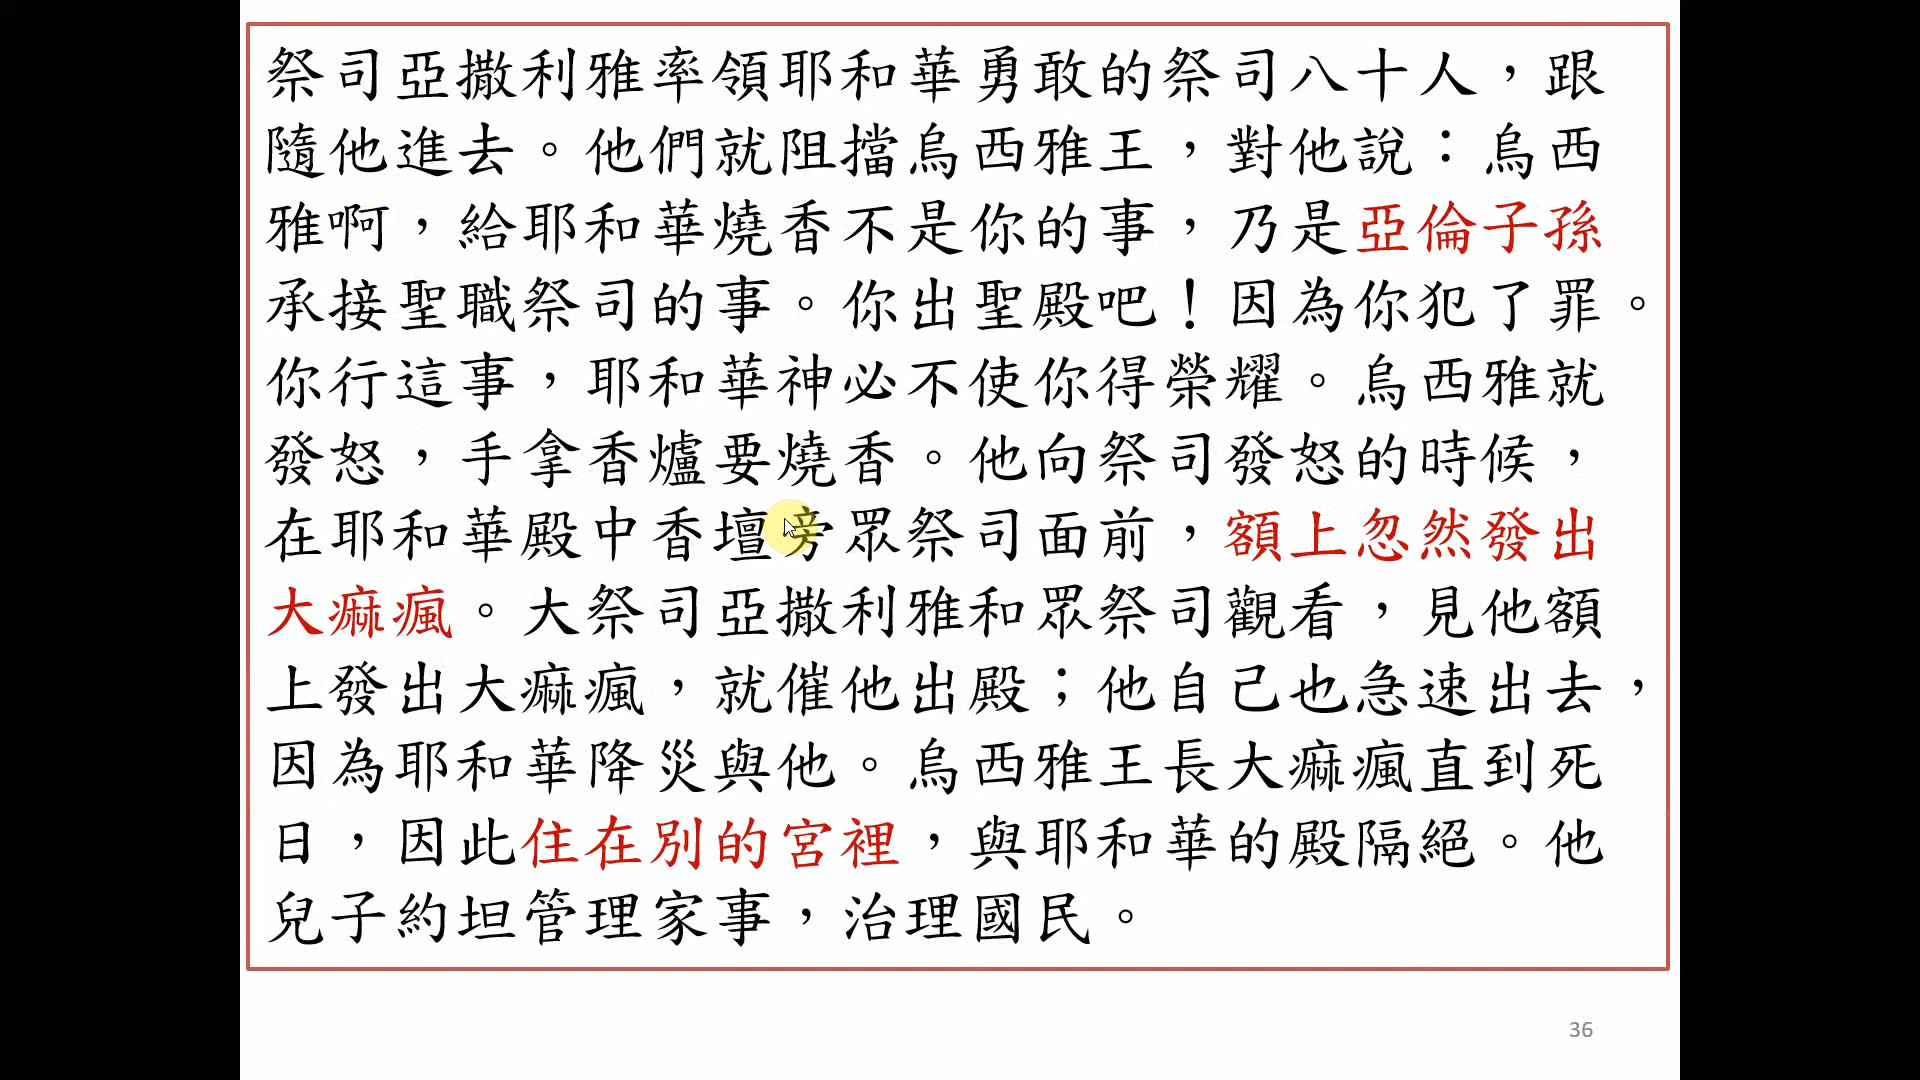 祭司亞撒利雅率領耶和華勇敢的祭司八十人，跟
隨他進去。他們就阻擋烏西雅王，對他說：烏西
雅啊，給耶和華燒香不是你的事，乃是亞倫子孫
承接聖職祭司的事。你出聖殿吧！因為你犯了罪。
你行這事，耶和華神必不使你得榮耀。烏西雅就
發怒，手拿香爐要燒香。他向祭司發怒的時候，
在耶和華殿中香壇旁眾祭司面前，額上忽然發出
大痲瘋。大祭司亞撒利雅和眾祭司觀看，見他額
上發出大痲瘋，就催他出殿；他自己也急速出去，
因為耶和華降災與他。烏西雅王長大痲瘋直到死
日，因此住在別的宮裡，與耶和華的殿隔絕。他
兒子約坦管理家事，治理國民。
36